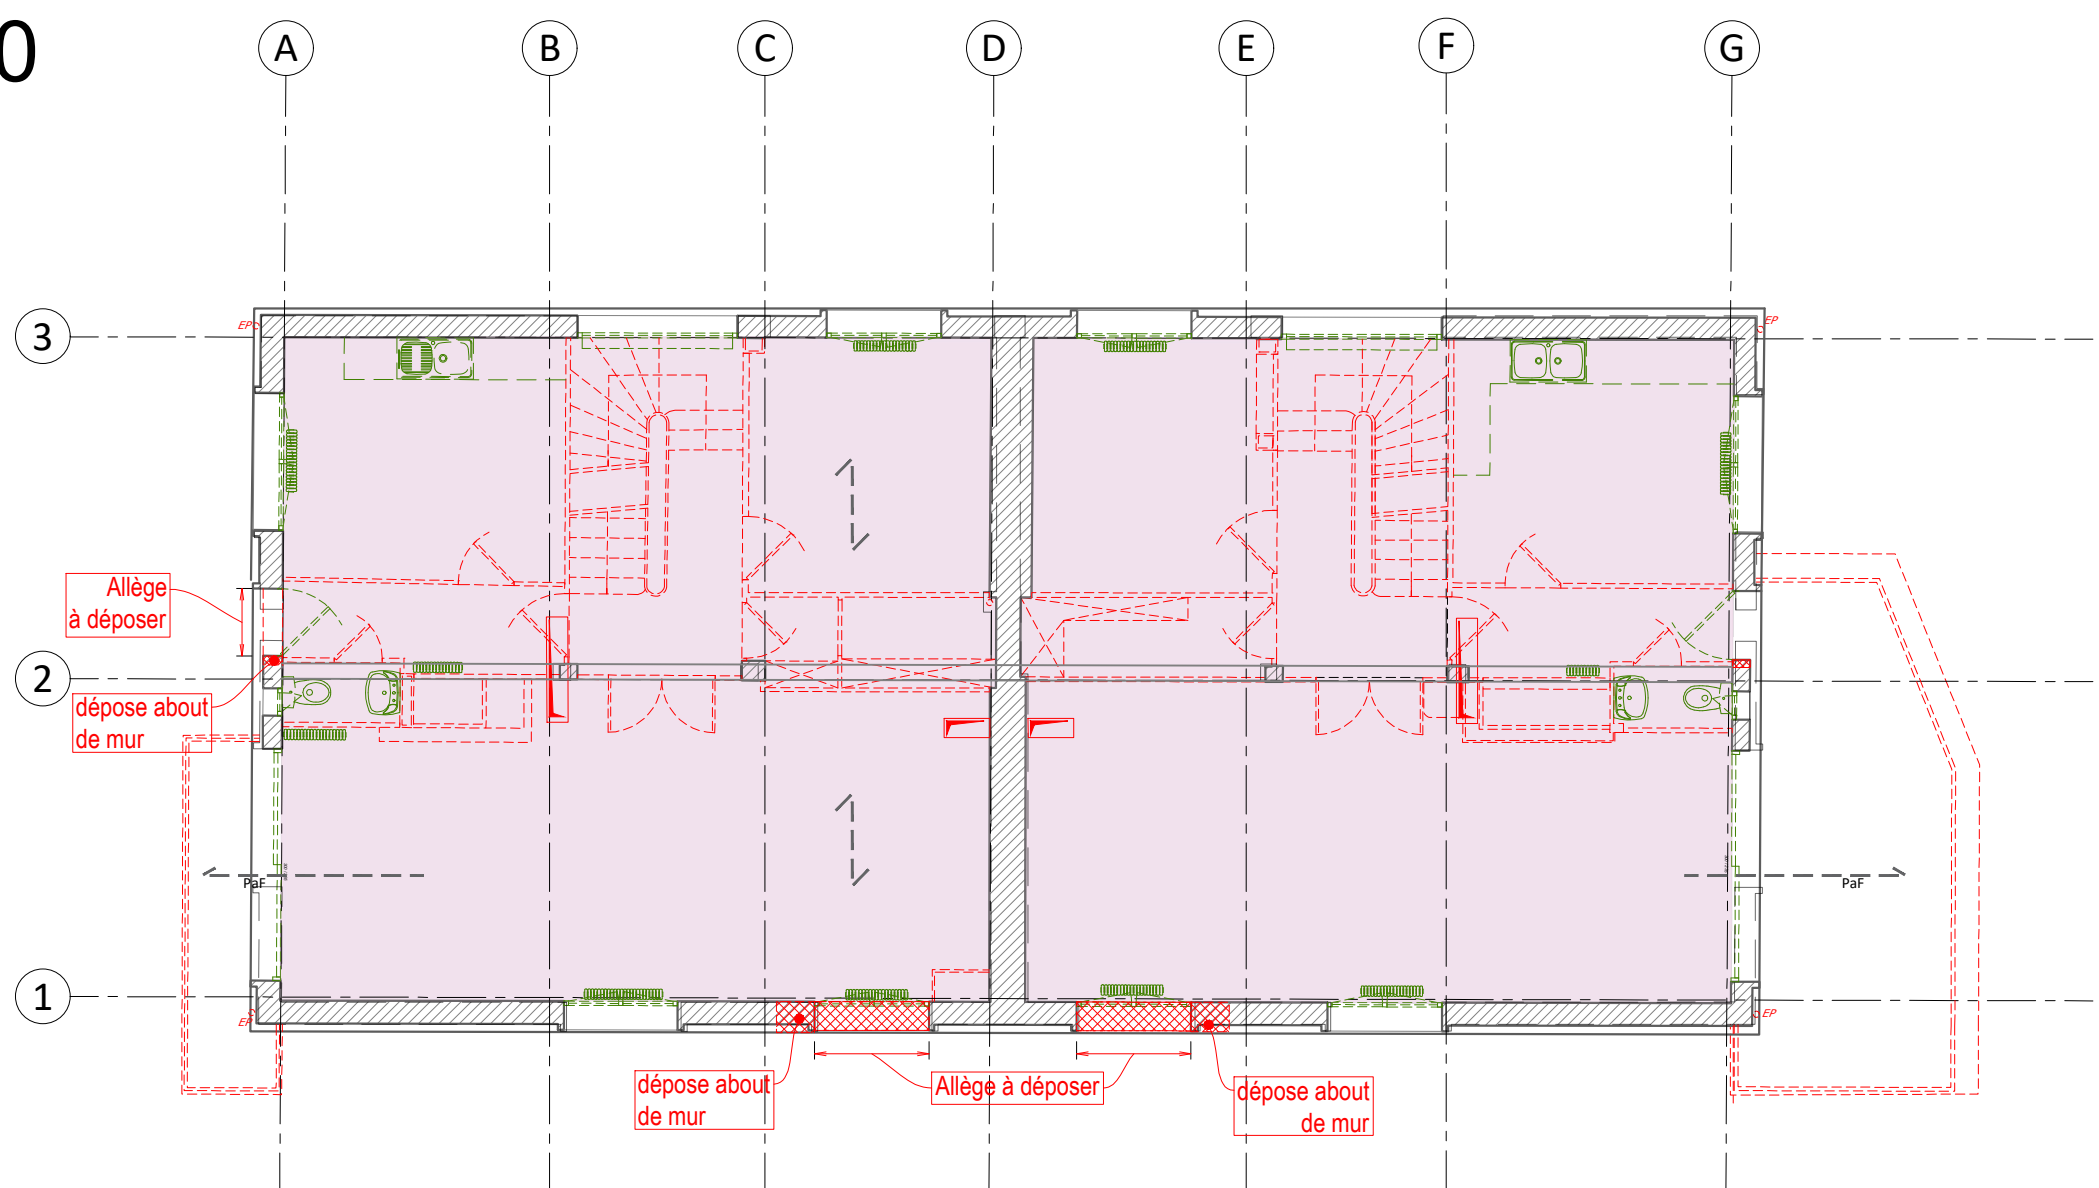 0
A B C D E F G
3
EP
EP
Allège
à déposer
2
dépose about
de mur
PaF
PaF
1
EP
EP
dépose about
de mur
Allège à déposer
dépose about
de mur